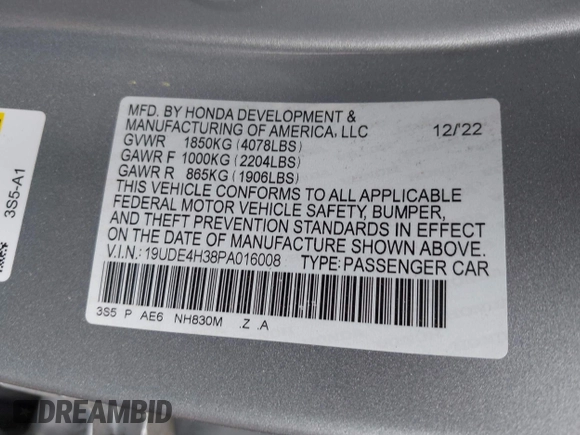 MFD. BY HONDA DEVELOPMENT &
MANUFACTURING OF AMERICA, LLC 12/'22
GVWR 1850KG (4078LBS)
GAWR F 1000KG (2204LBS)
GAWR R 865KG (1906LBS)
THIS VEHICLE CONFORMS TO ALL APPLICABLE
FEDERAL MOTOR VEHICLE SAFETY, BUMPER,
AND THEFT PREVENTION STANDARDS IN EFFECT
ON THE DATE OF MANUFACTURE SHOWN ABOVE.
V.I.N.: 19UDE4H38PA016008 TYPE: PASSENGER CAR
3S5 P AE6 NH830M .Z .A
3S5-A1
DREAMBID